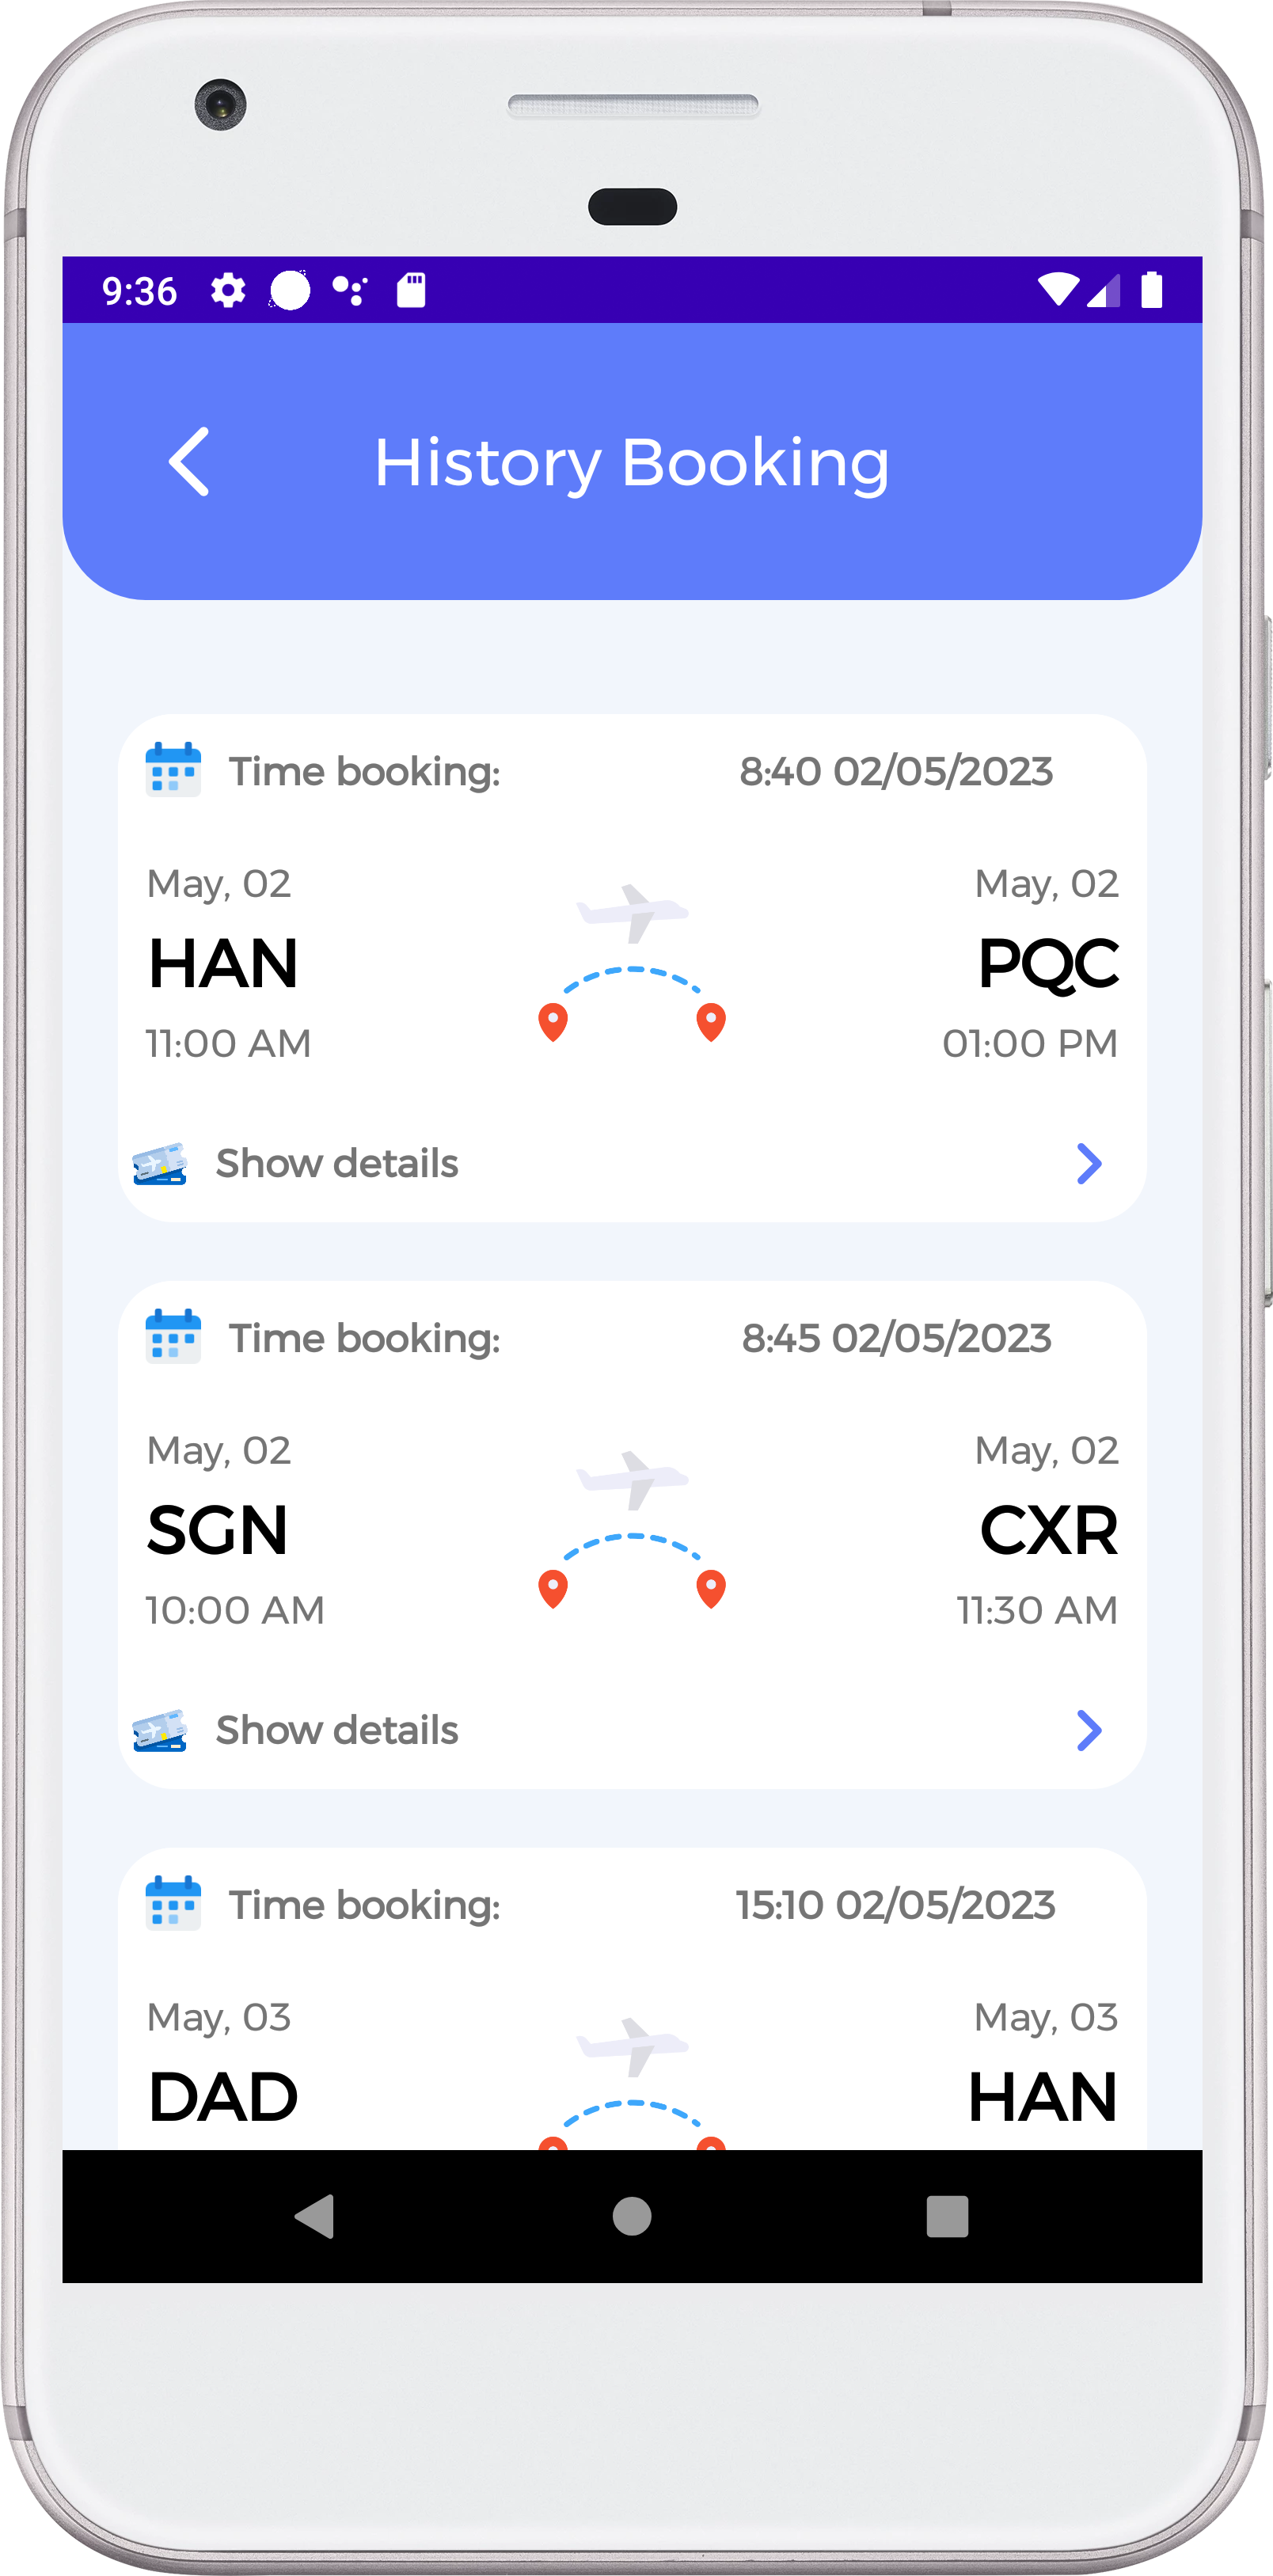 9:36
History Booking
Time booking: 8:40 02/05/2023
May, 02 May, 02
HAN PQC
11:00 AM 01:00 PM
Show details
Time booking: 8:45 02/05/2023
May, 02 May, 02
SGN CXR
10:00 AM 11:30 AM
Show details
Time booking: 15:10 02/05/2023
May, 03 May, 03
DAD HAN